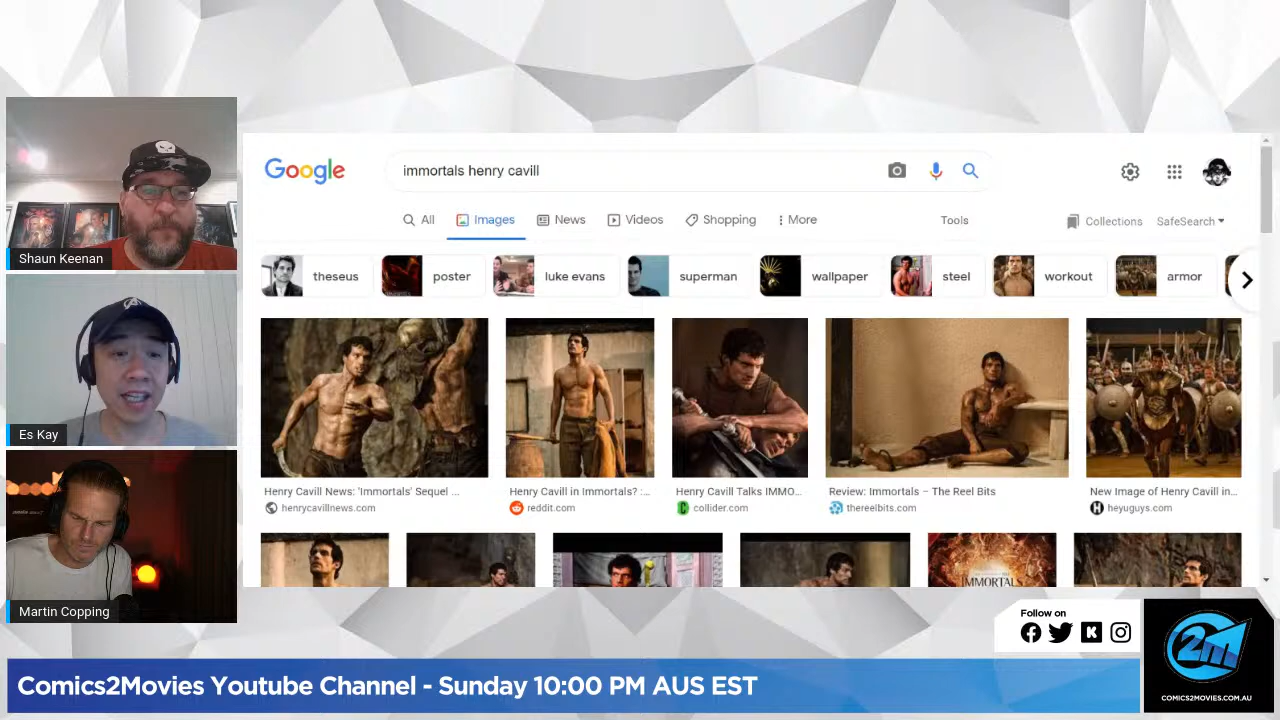 Google
immortals henry cavill
All
Images
News
Videos
Shopping
More
Tools
Collections
SafeSearch
theseus
poster
luke evans
superman
wallpaper
steel
workout
armor
Henry Cavill News: 'Immortals' Sequel ...
henrycavillnews.com
Henry Cavill in Immortals? :...
reddit.com
Henry Cavill Talks IMMO...
collider.com
Review: Immortals – The Reel Bits
thereelbits.com
New Image of Henry Cavill in...
heyuguys.com
IMMORTALS
Shaun Keenan
Es Kay
Martin Copping
Follow on
2M
COMICS2MOVIES.COM.AU
Comics2Movies Youtube Channel - Sunday 10:00 PM AUS EST